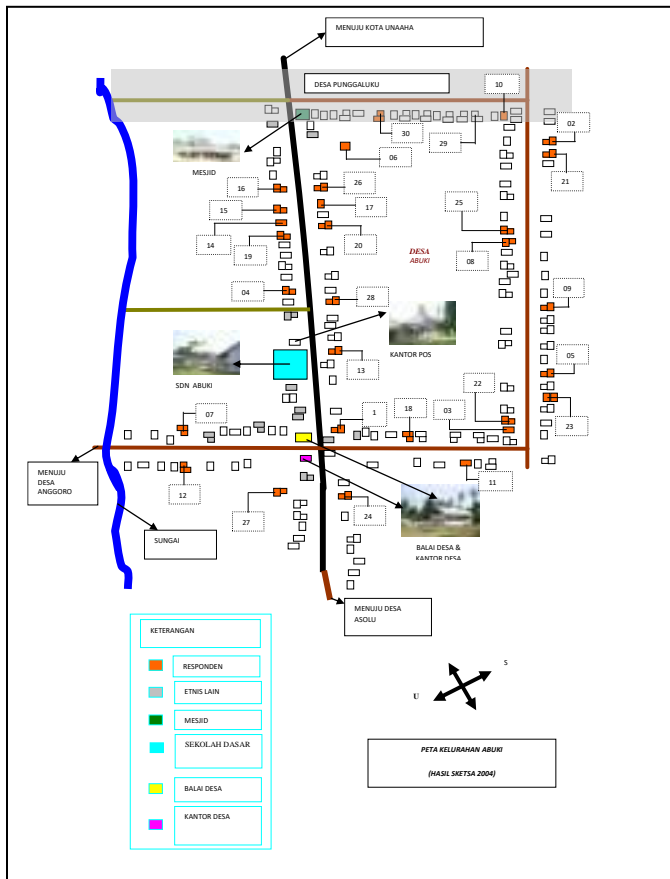 MENUJU KOTA UNAAHA
DESA PUNGGALUKU
10
30
29
02
06
21
MESJID
16
26
15
17
25
14
20
DESA
ABUKI
19
08
04
28
09
KANTOR POS
13
SDN ABUKI
05
22
07
1
18
03
23
MENUJU
DESA
ANGGORO
12
11
27
24
SUNGAI
BALAI DESA &
KANTOR DESA
MENUJU DESA
ASOLU
KETERANGAN
RESPONDEN
ETNIS LAIN
MESJID
SEKOLAH DASAR
BALAI DESA
KANTOR DESA
S
U
PETA KELURAHAN ABUKI
(HASIL SKETSA 2004)